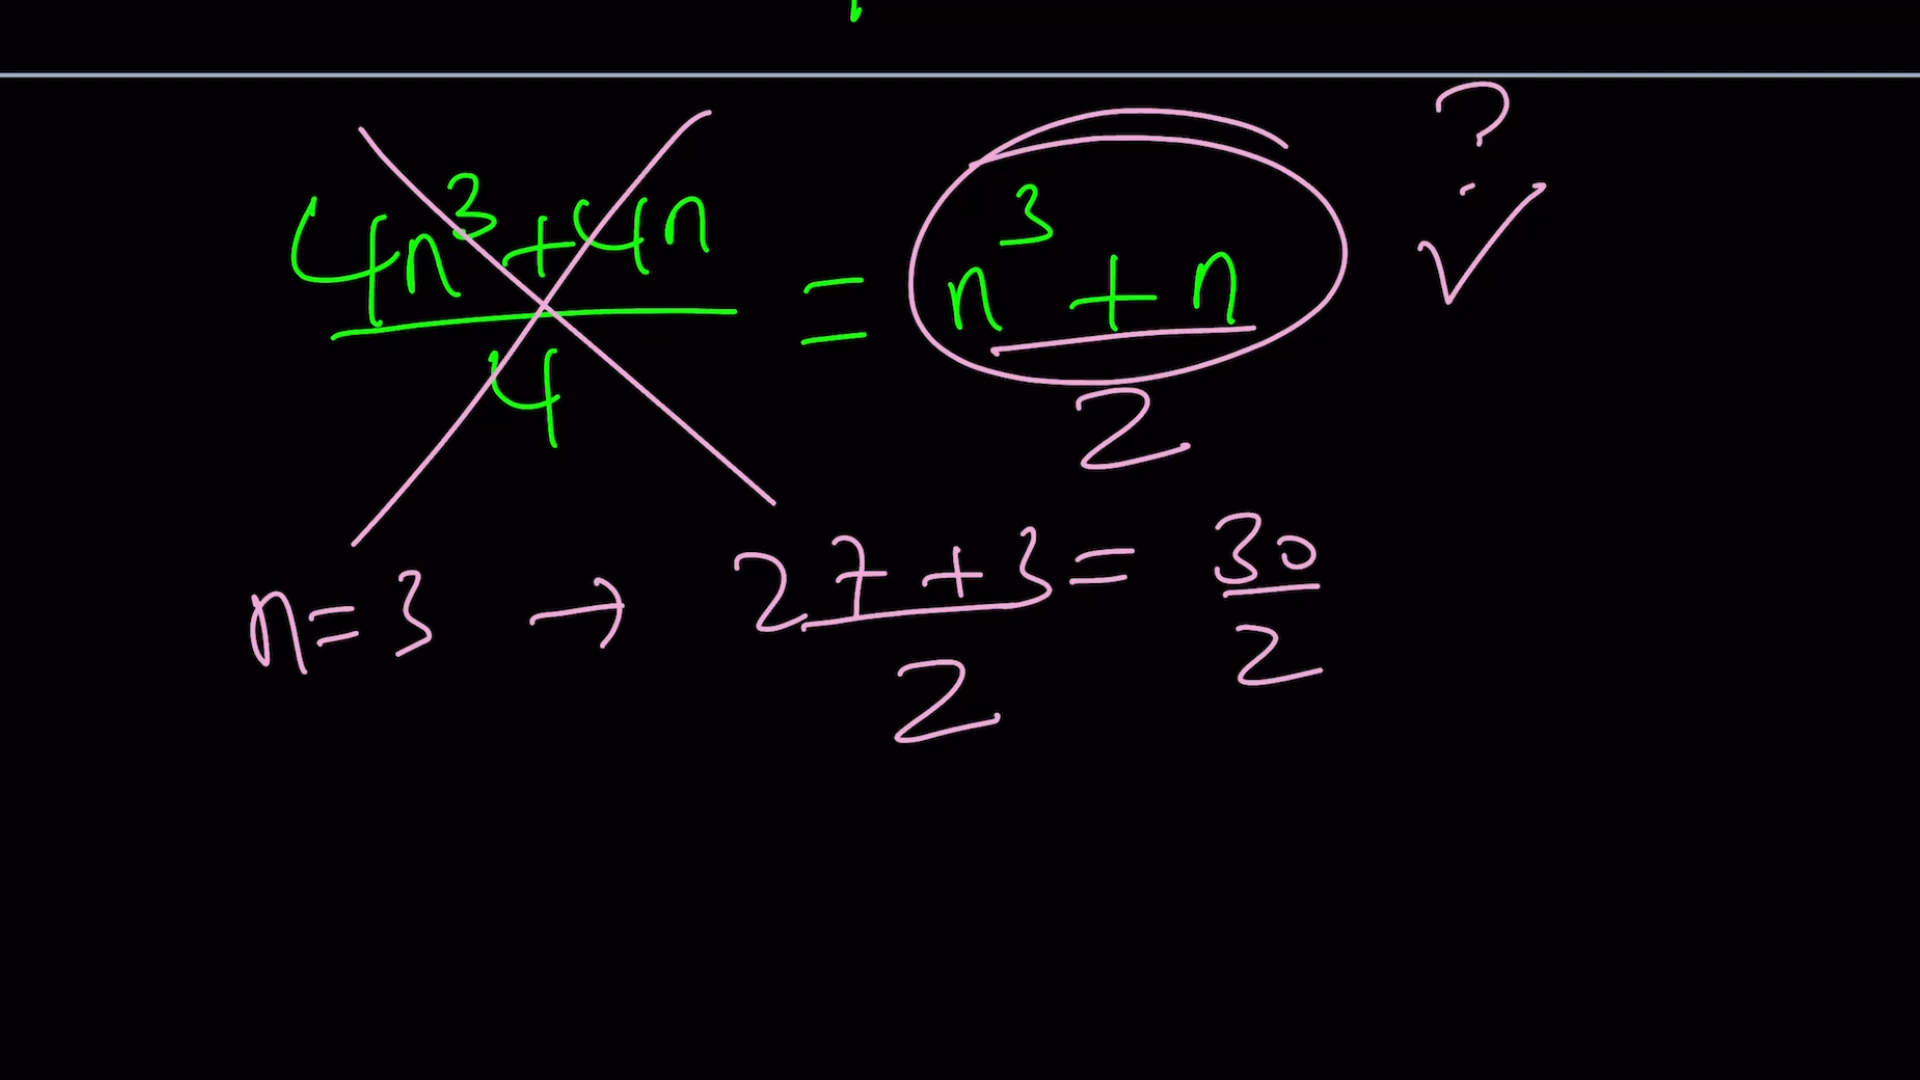 (4n³+4n)/4 = (n³+n)/2 ? ✓
n=3 → (27+3)/2 = 30/2